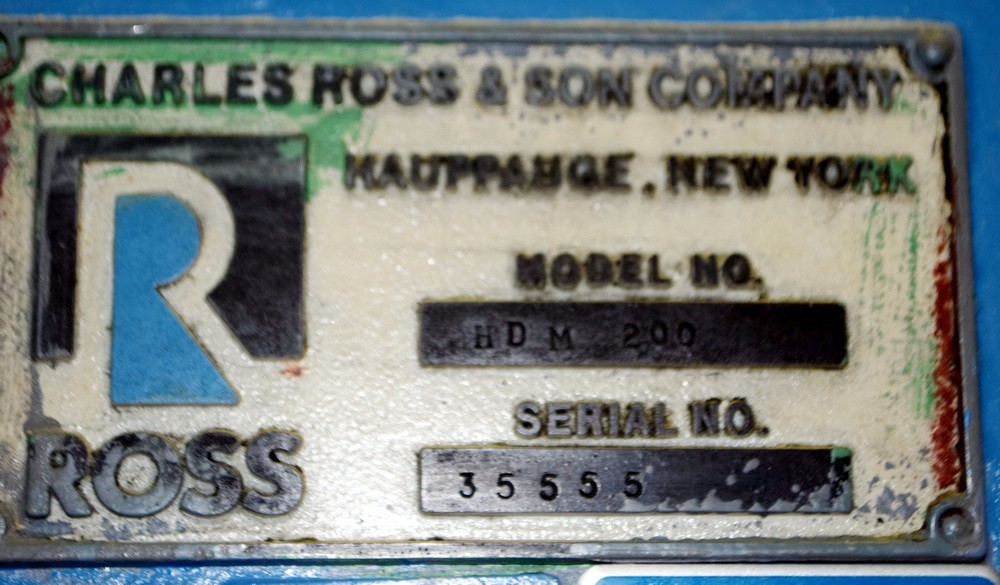 CHARLES ROSS & SON COMPANY
HAUPPAUGE, NEW YORK
R
MODEL NO.
HDM 200
SERIAL NO.
35555
ROSS